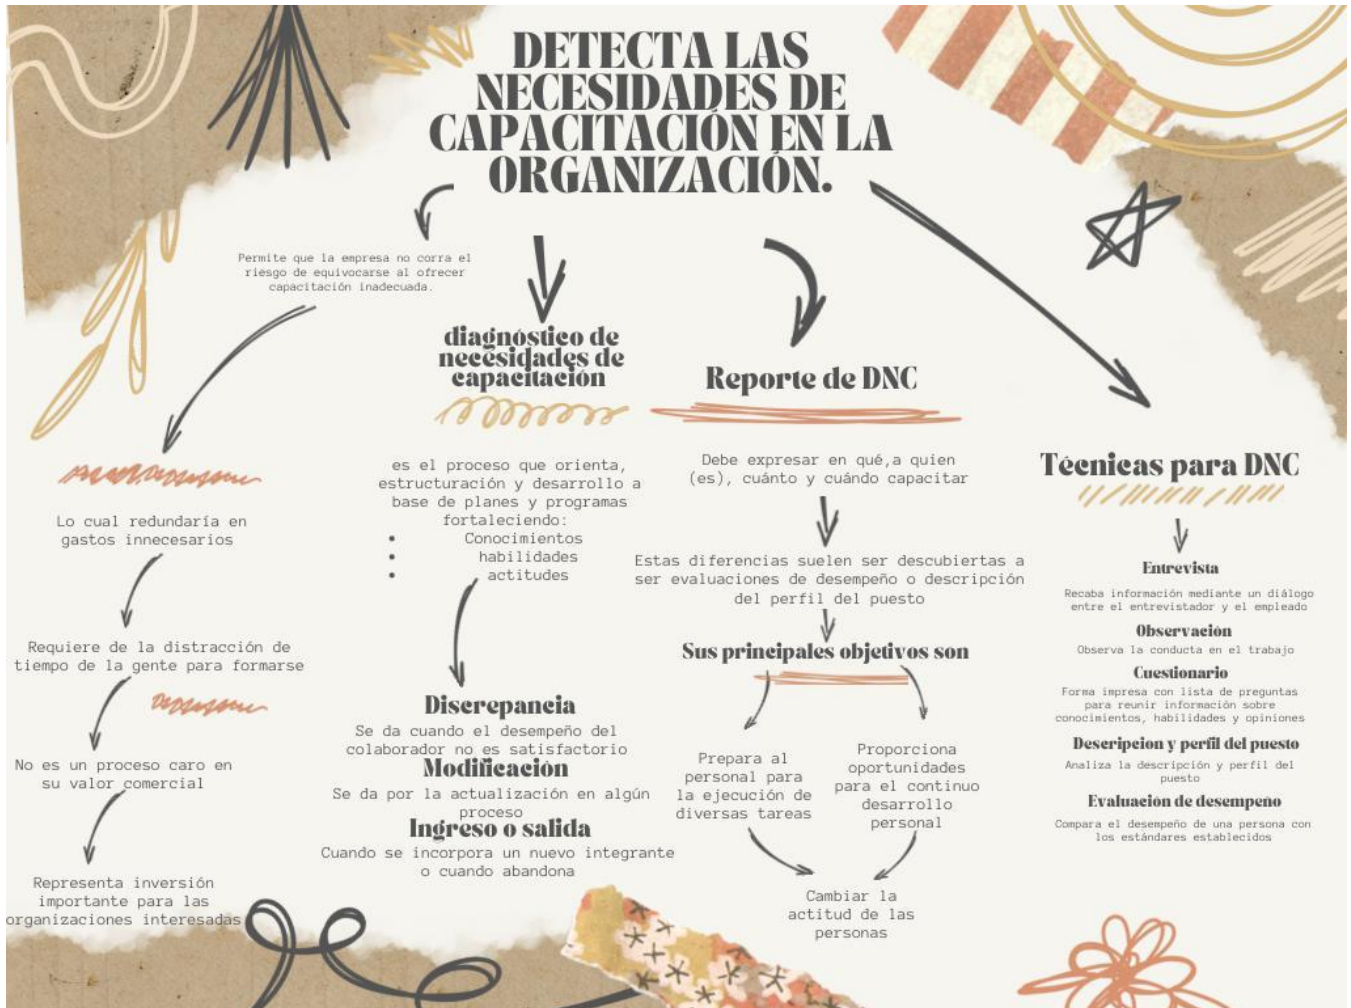 DETECTA LAS
NECESIDADES DE
CAPACITACIÓN EN LA
ORGANIZACIÓN.
Permite que la empresa no corra el
riesgo de equivocarse al ofrecer
capacitación inadecuada.
Lo cual redundaría en
gastos innecesarios
Requiere de la distracción de
tiempo de la gente para formarse
No es un proceso caro en
su valor comercial
Representa inversión
importante para las
organizaciones interesadas
diagnóstico de
necesidades de
capacitación
es el proceso que orienta,
estructuración y desarrollo a
base de planes y programas
fortaleciendo:
• Conocimientos
• habilidades
• actitudes
Discrepancia
Se da cuando el desempeño del
colaborador no es satisfactorio
Modificación
Se da por la actualización en algún
proceso
Ingreso o salida
Cuando se incorpora un nuevo integrante
o cuando abandona
Reporte de DNC
Debe expresar en qué,a quien
(es), cuánto y cuándo capacitar
Estas diferencias suelen ser descubiertas a
ser evaluaciones de desempeño o descripción
del perfil del puesto
Sus principales objetivos son
Prepara al
personal para
la ejecución de
diversas tareas
Proporciona
oportunidades
para el continuo
desarrollo
personal
Cambiar la
actitud de las
personas
Técnicas para DNC
Entrevista
Recaba información mediante un diálogo
entre el entrevistador y el empleado
Observación
Observa la conducta en el trabajo
Cuestionario
Forma impresa con lista de preguntas
para reunir información sobre
conocimientos, habilidades y opiniones
Descripcion y perfil del puesto
Analiza la descripción y perfil del
puesto
Evaluación de desempeño
Compara el desempeño de una persona con
los estándares establecidos